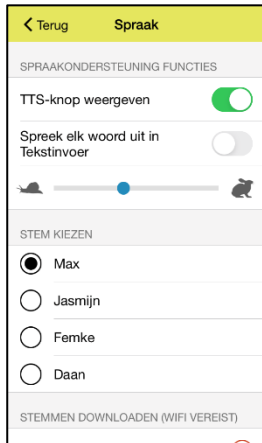 Terug Spraak
SPRAAKONDERSTEUNING FUNCTIES
TTS-knop weergeven
Spreek elk woord uit in
Tekstinvoer
STEM KIEZEN
Max
Jasmijn
Femke
Daan
STEMMEN DOWNLOADEN (WIFI VEREIST)